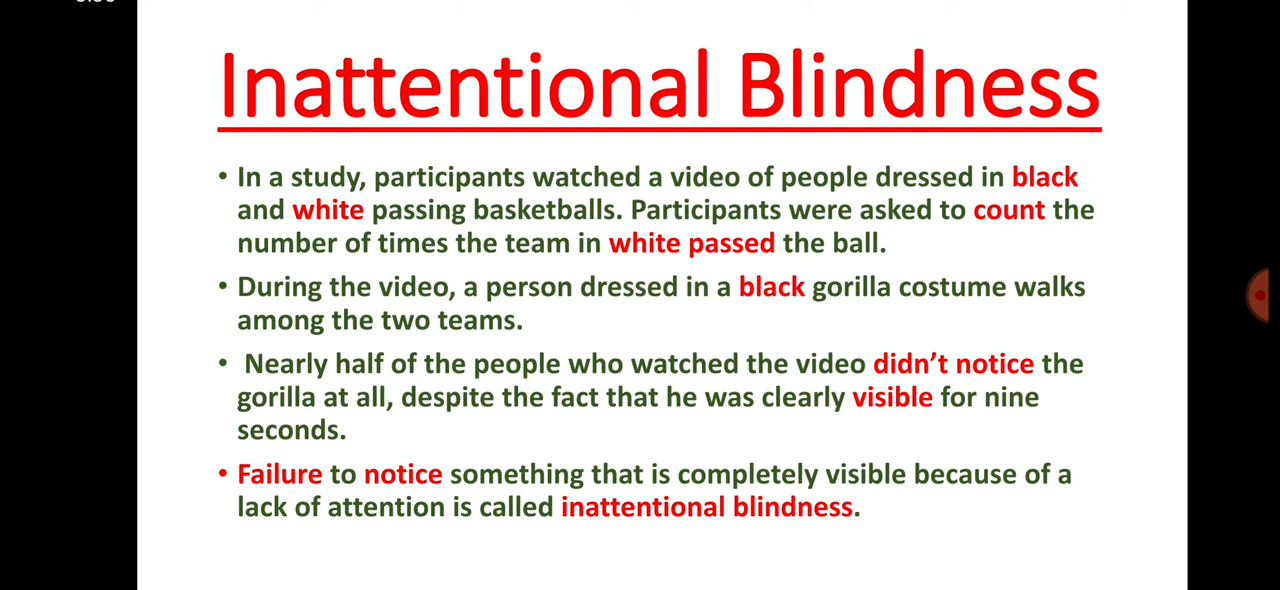 Inattentional Blindness
• In a study, participants watched a video of people dressed in black
and white passing basketballs. Participants were asked to count the
number of times the team in white passed the ball.
• During the video, a person dressed in a black gorilla costume walks
among the two teams.
• Nearly half of the people who watched the video didn’t notice the
gorilla at all, despite the fact that he was clearly visible for nine
seconds.
• Failure to notice something that is completely visible because of a
lack of attention is called inattentional blindness.